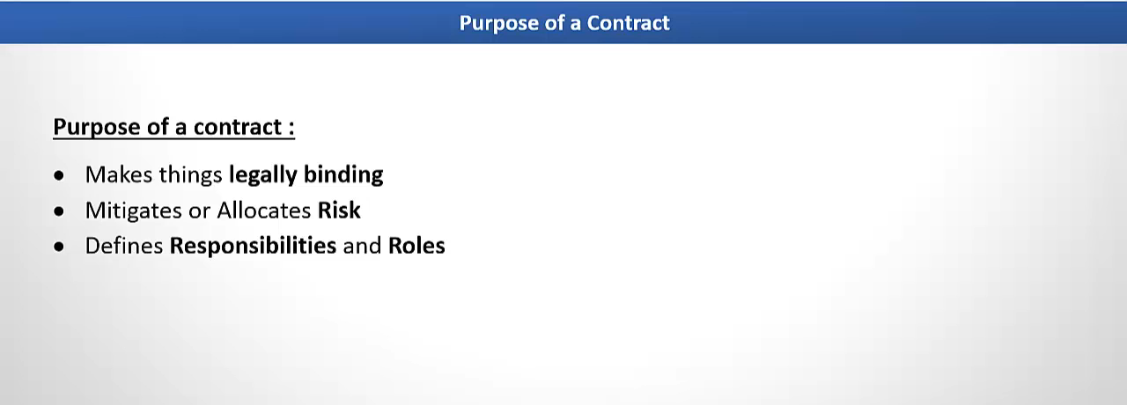 Purpose of a Contract
Purpose of a contract :
• Makes things legally binding
• Mitigates or Allocates Risk
• Defines Responsibilities and Roles